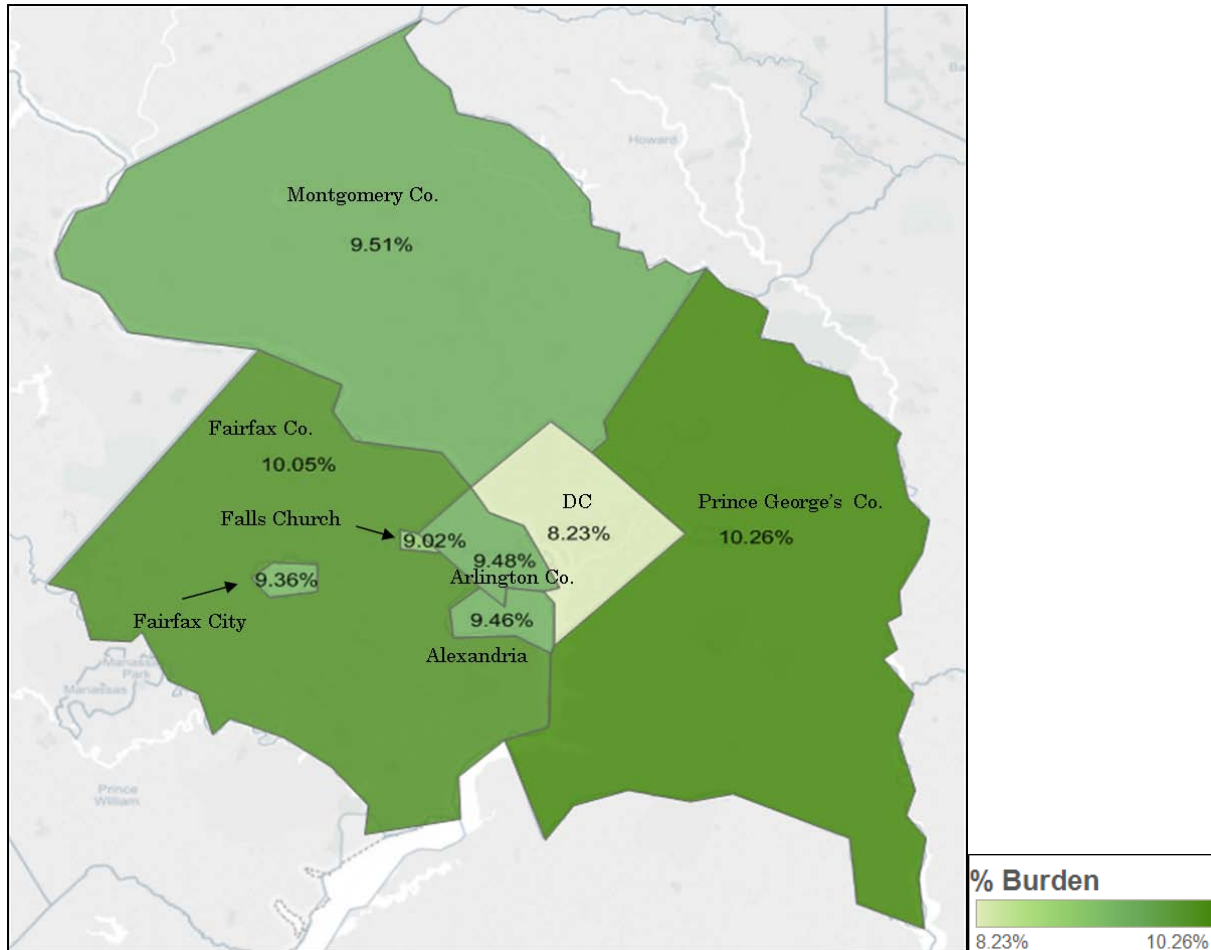 Ba
Howard
Montgomery Co.
9.51%
Fairfax Co.
10.05%
Falls Church
9.02%
DC
8.23%
Prince George's Co.
10.26%
9.48%
Arlington Co.
9.36%
Fairfax City
9.46%
Alexandria
Manassas
Park
Manassas
Prince
William
% Burden
8.23% 10.26%